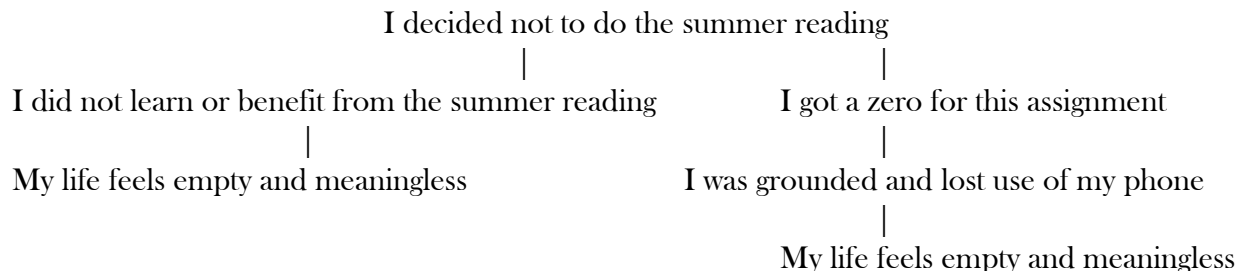 I decided not to do the summer reading
I did not learn or benefit from the summer reading
I got a zero for this assignment
My life feels empty and meaningless
I was grounded and lost use of my phone
My life feels empty and meaningless